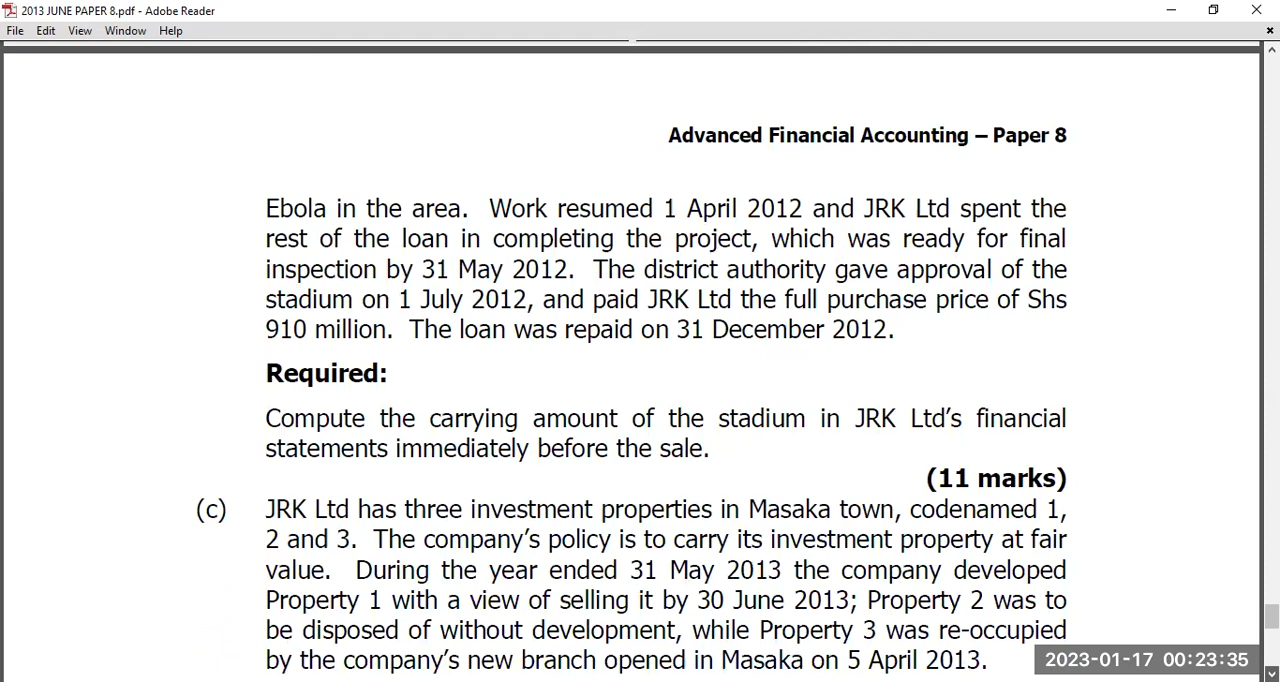 2013 JUNE PAPER 8.pdf - Adobe Reader
File Edit View Window Help
Advanced Financial Accounting – Paper 8
Ebola in the area. Work resumed 1 April 2012 and JRK Ltd spent the
rest of the loan in completing the project, which was ready for final
inspection by 31 May 2012. The district authority gave approval of the
stadium on 1 July 2012, and paid JRK Ltd the full purchase price of Shs
910 million. The loan was repaid on 31 December 2012.
Required:
Compute the carrying amount of the stadium in JRK Ltd’s financial
statements immediately before the sale.
(11 marks)
(c) JRK Ltd has three investment properties in Masaka town, codenamed 1,
2 and 3. The company’s policy is to carry its investment property at fair
value. During the year ended 31 May 2013 the company developed
Property 1 with a view of selling it by 30 June 2013; Property 2 was to
be disposed of without development, while Property 3 was re-occupied
by the company’s new branch opened in Masaka on 5 April 2013.
2023-01-17 00:23:35